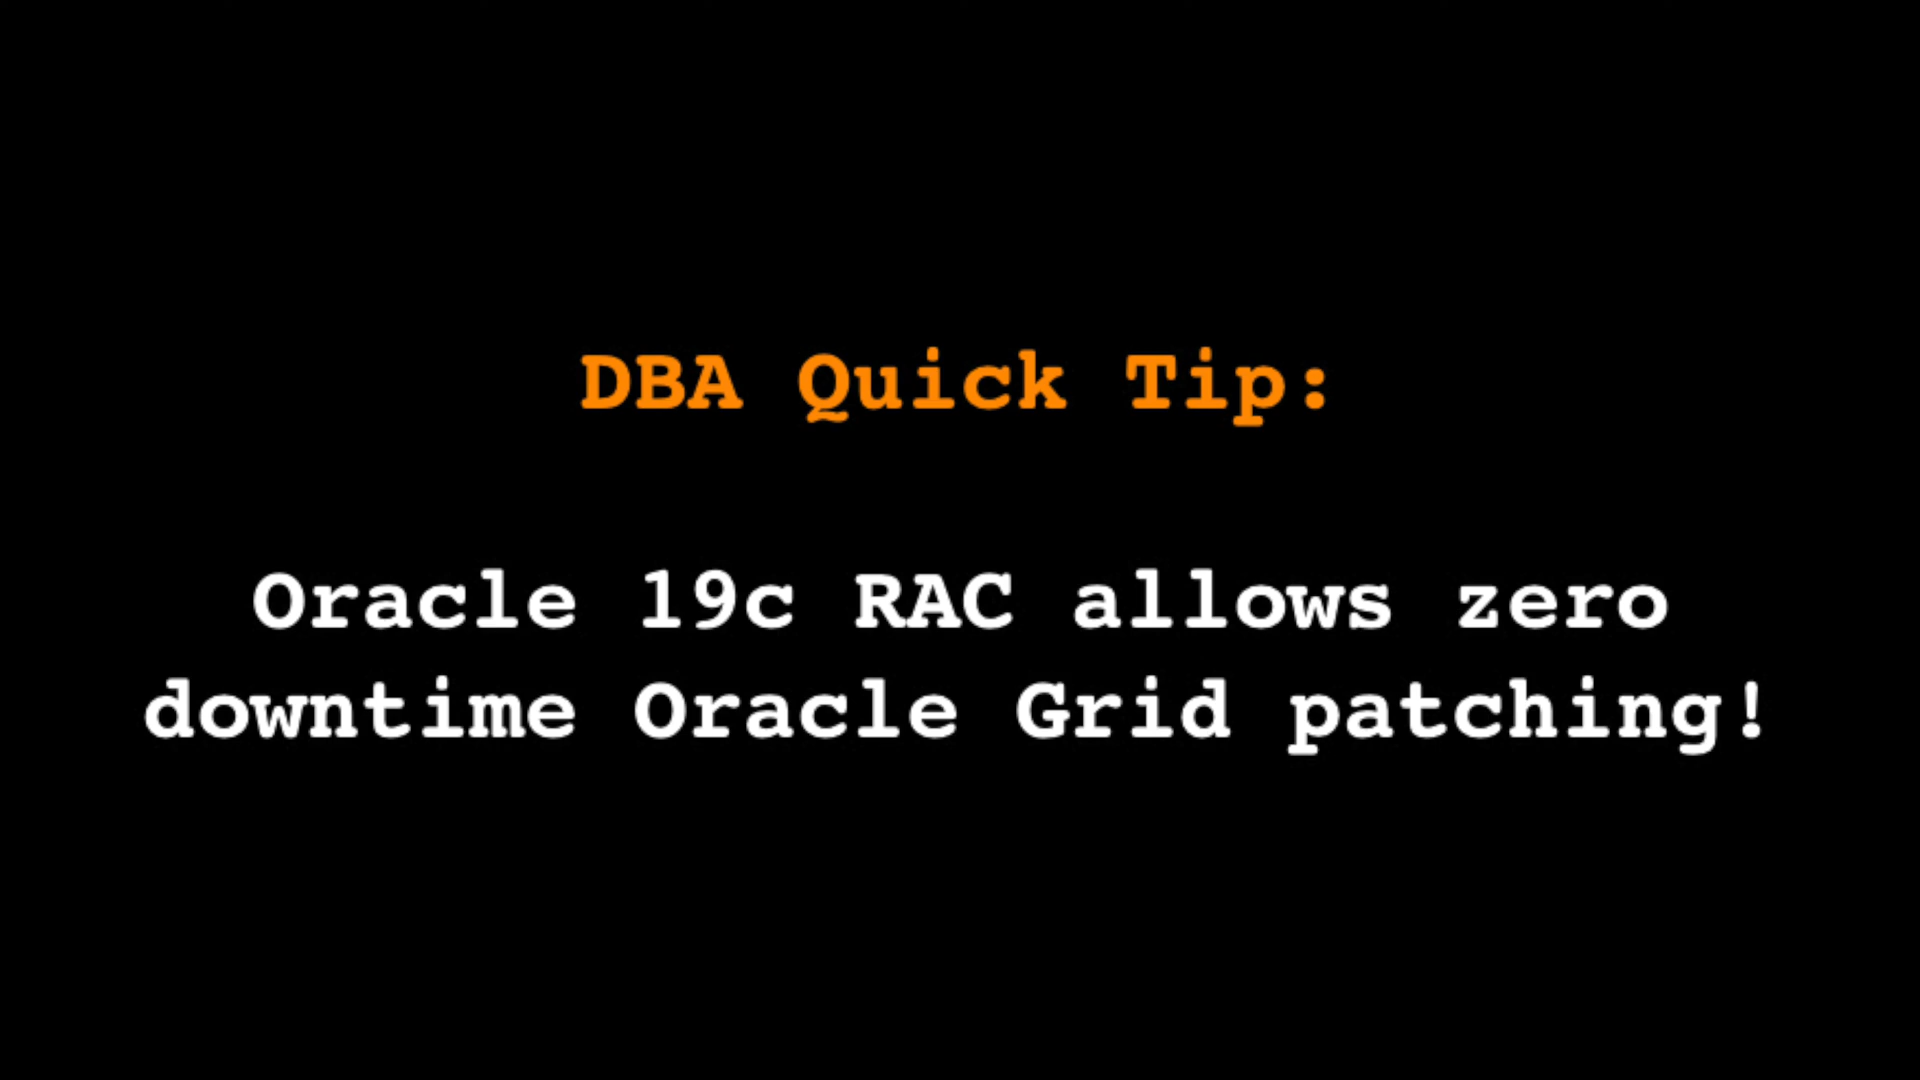 DBA Quick Tip:
Oracle 19c RAC allows zero
downtime Oracle Grid patching!